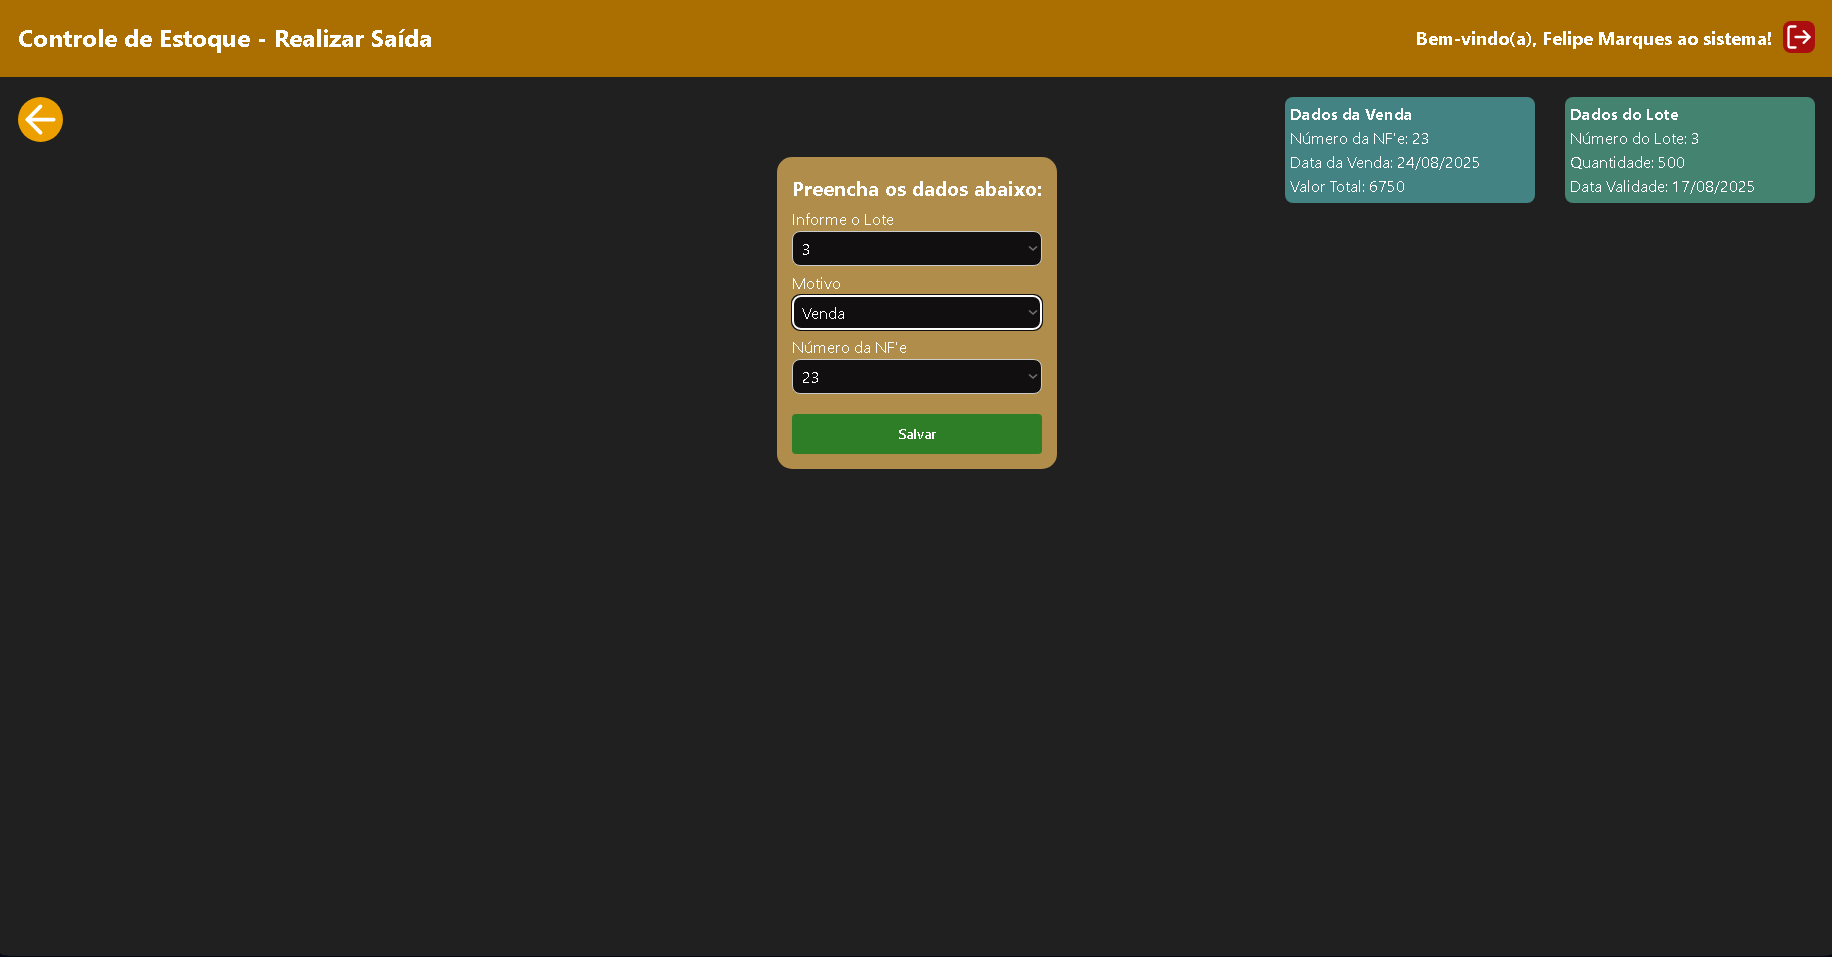 Controle de Estoque - Realizar Saída
Bem-vindo(a), Felipe Marques ao sistema!
Dados da Venda
Número da NF'e: 23
Data da Venda: 24/08/2025
Valor Total: 6750
Dados do Lote
Número do Lote: 3
Quantidade: 500
Data Validade: 17/08/2025
Preencha os dados abaixo:
Informe o Lote
3
Motivo
Venda
Número da NF'e
23
Salvar